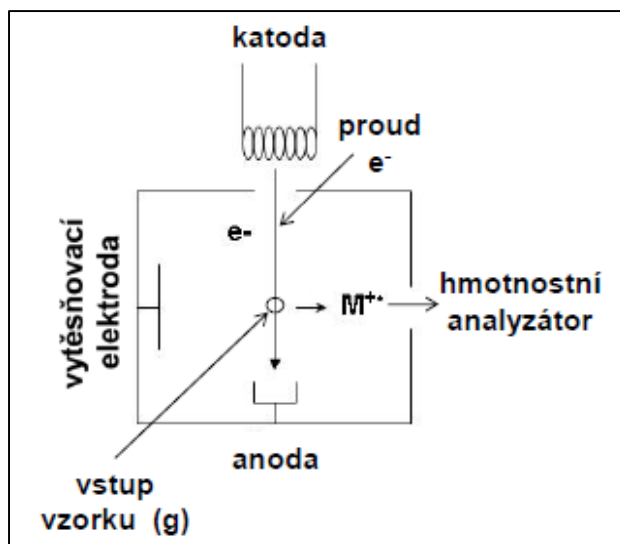 katoda
proud
e-
e-
vytěsňovací
elektroda
M+•
hmotnostní
analyzátor
anoda
vstup
vzorku (g)